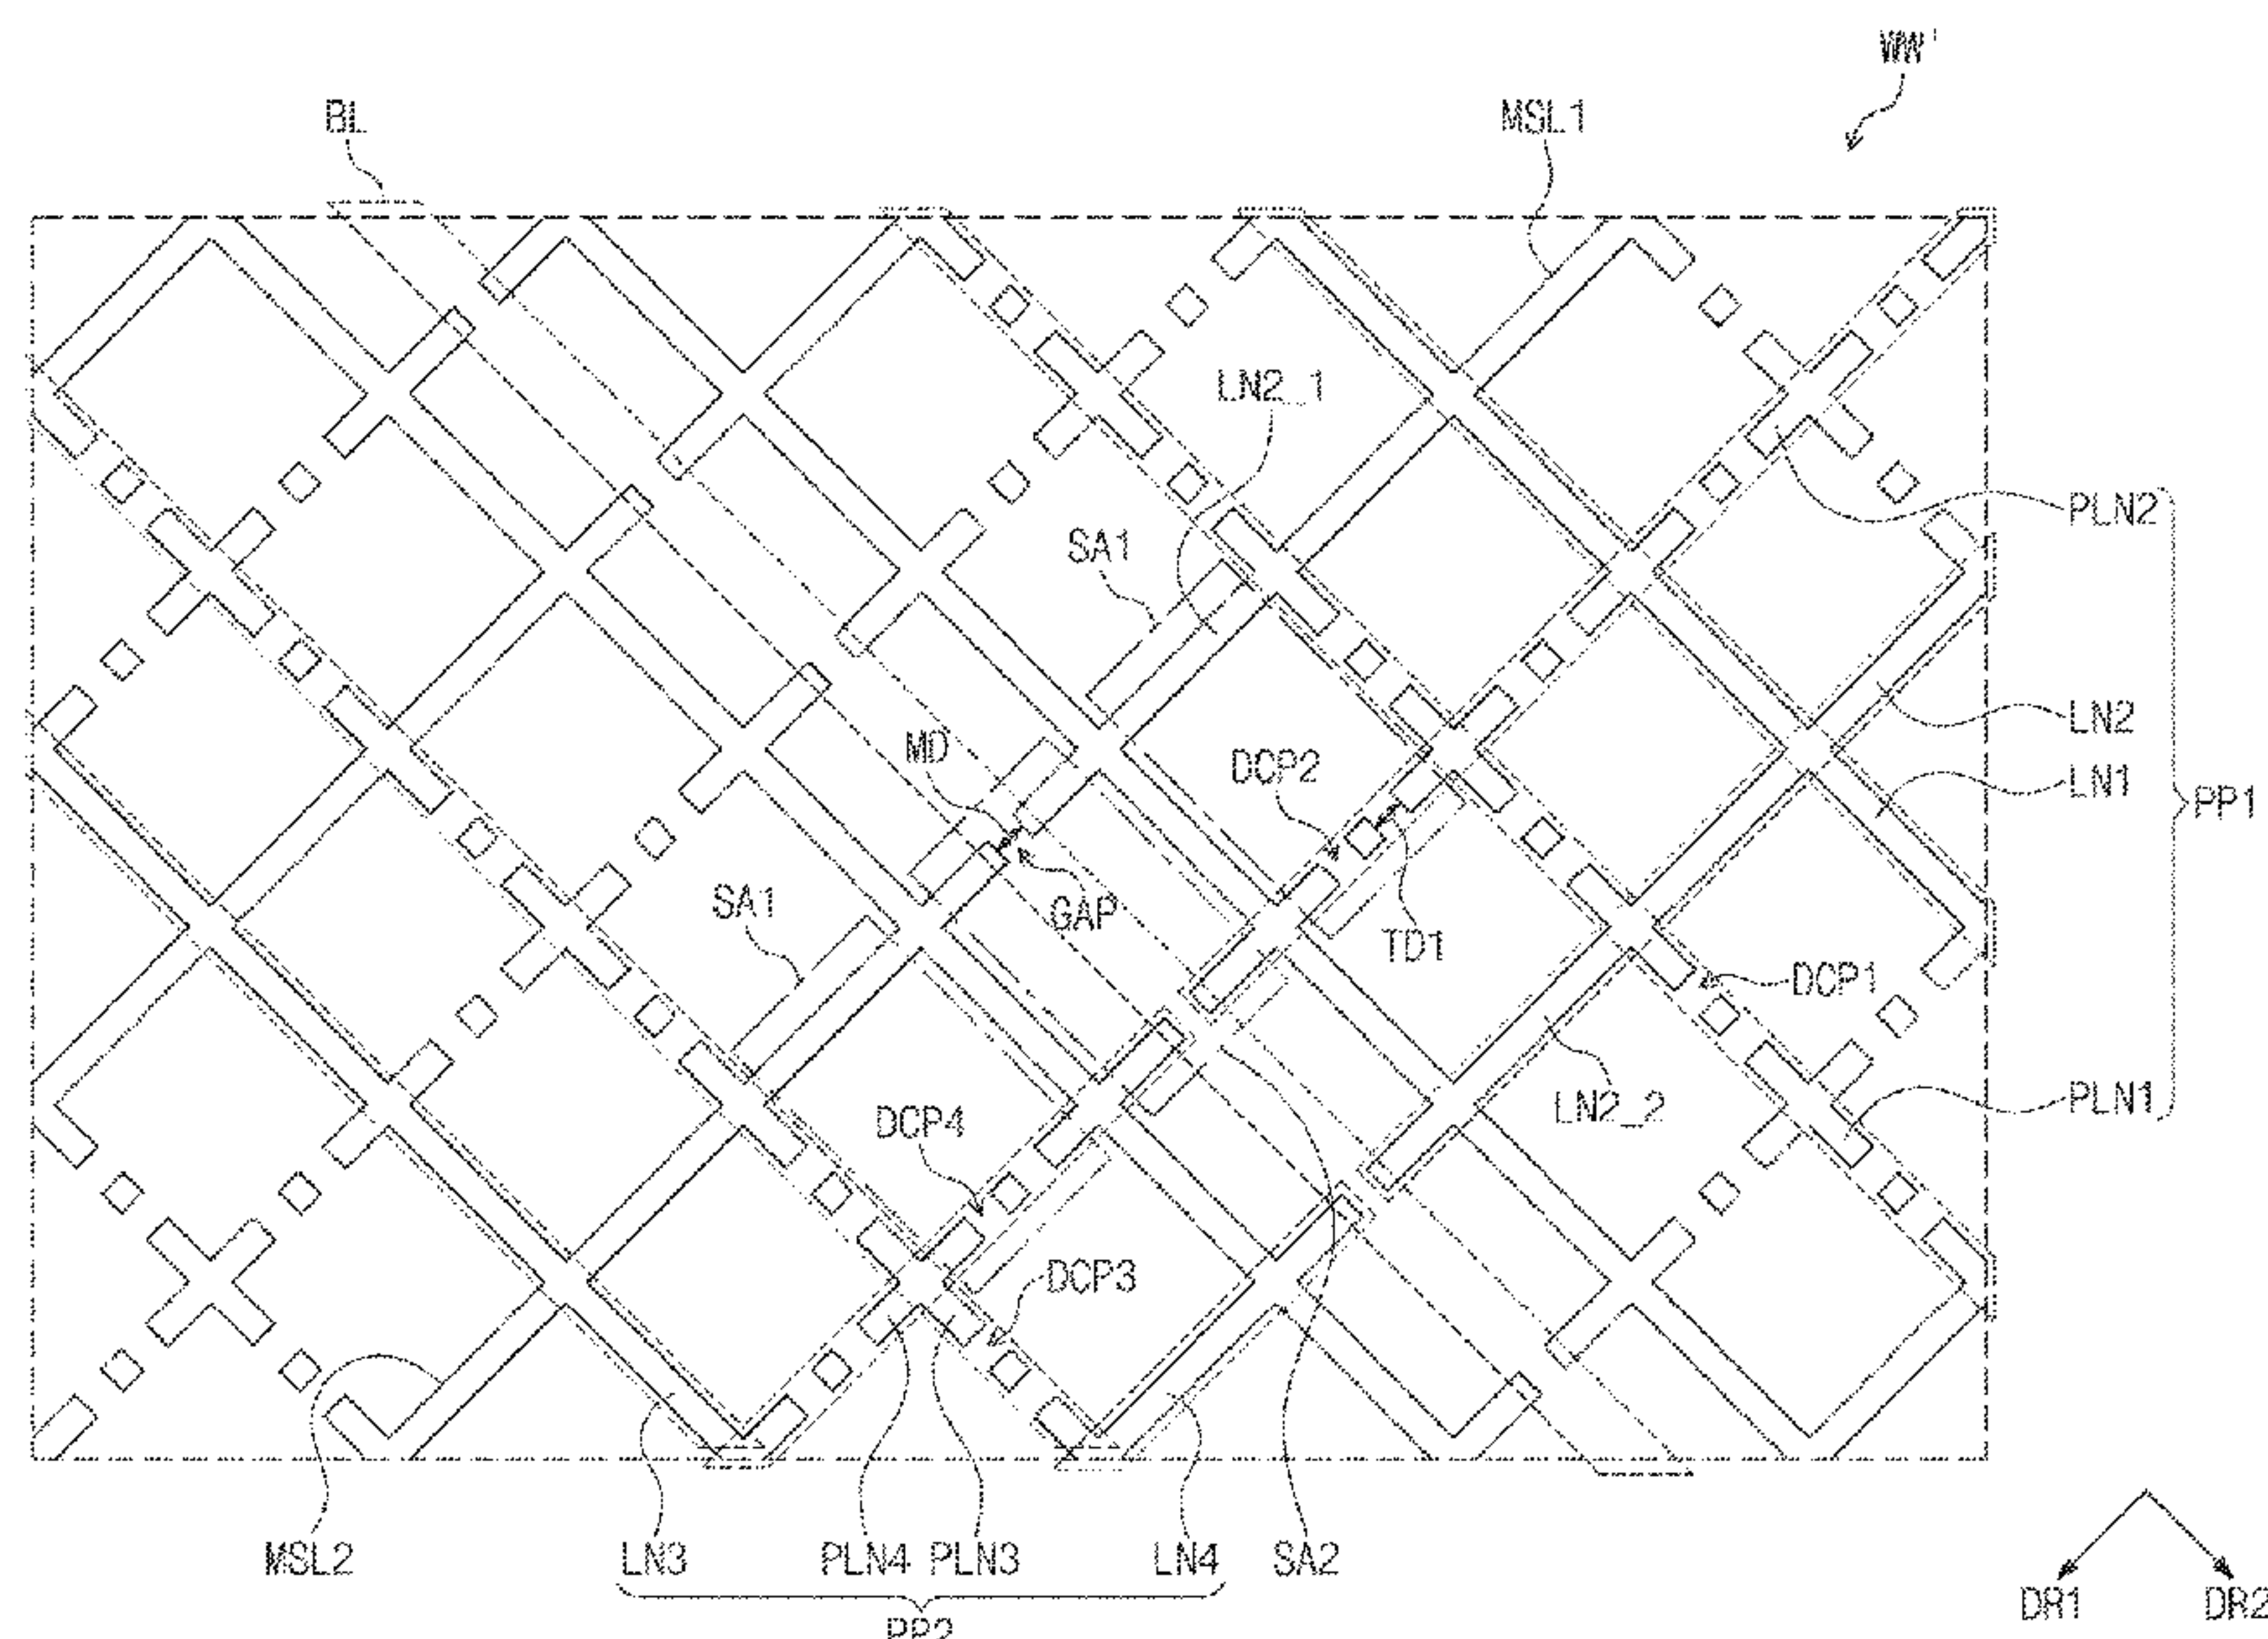 WW'
BL
MSL1
LN2_1
PLN2
SA1
LN2
MD
DCP2
LN1
PP1
SA1
GAP
TD1
DCP1
PLN1
LN2_2
DCP4
DCP3
MSL2
LN3
PLN4
PLN3
LN4
SA2
DR1
DR2
PP2